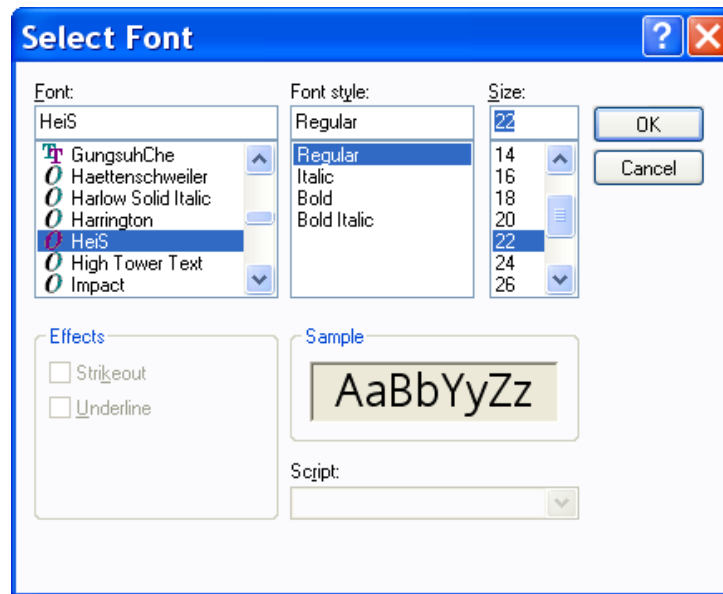 Select Font
Font:
HeiS
GungsuhChe
Haettenschweiler
Harlow Solid Italic
Harrington
HeiS
High Tower Text
Impact
Font style:
Regular
Regular
Italic
Bold
Bold Italic
Size:
22
14
16
18
20
22
24
26
OK
Cancel
Effects
Strikeout
Underline
Sample
AaBbYyZz
Script: